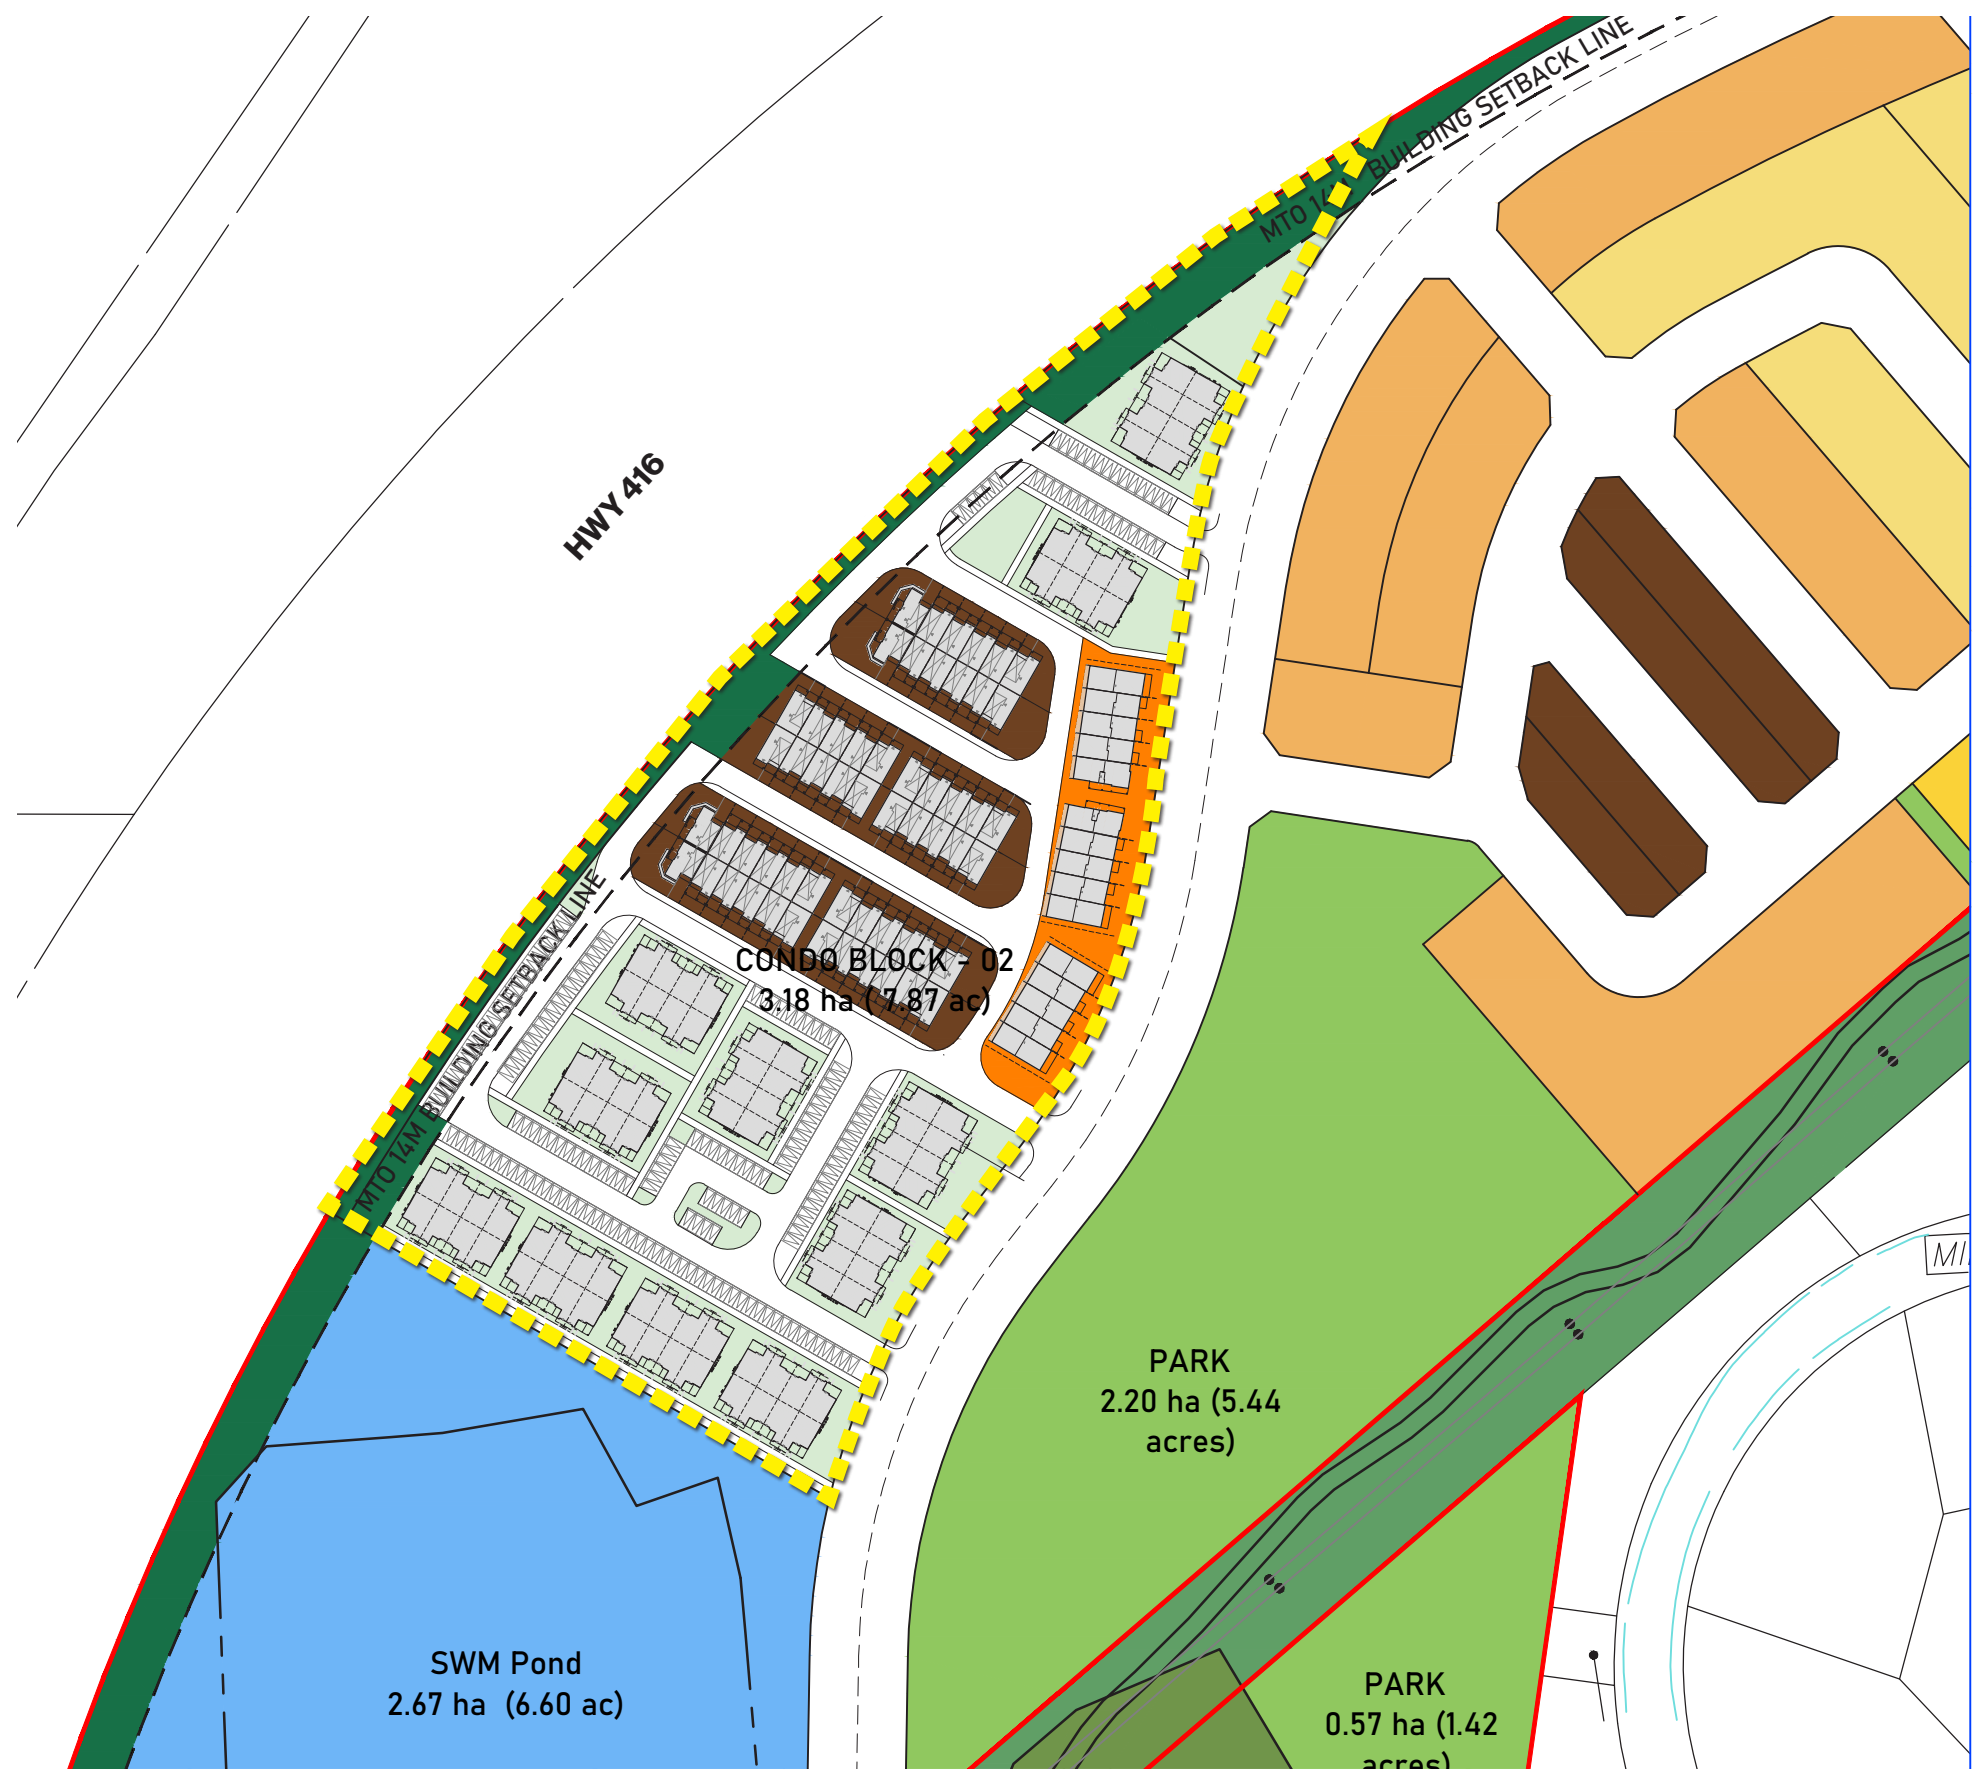 MTO 14M BUILDING SETBACK LINE
HWY 416
MTO 14M BUILDING SETBACK LINE
CONDO BLOCK - 02
3.18 ha ( 7.87 ac)
PARK
2.20 ha (5.44
acres)
SWM Pond
2.67 ha (6.60 ac)
PARK
0.57 ha (1.42
acres)